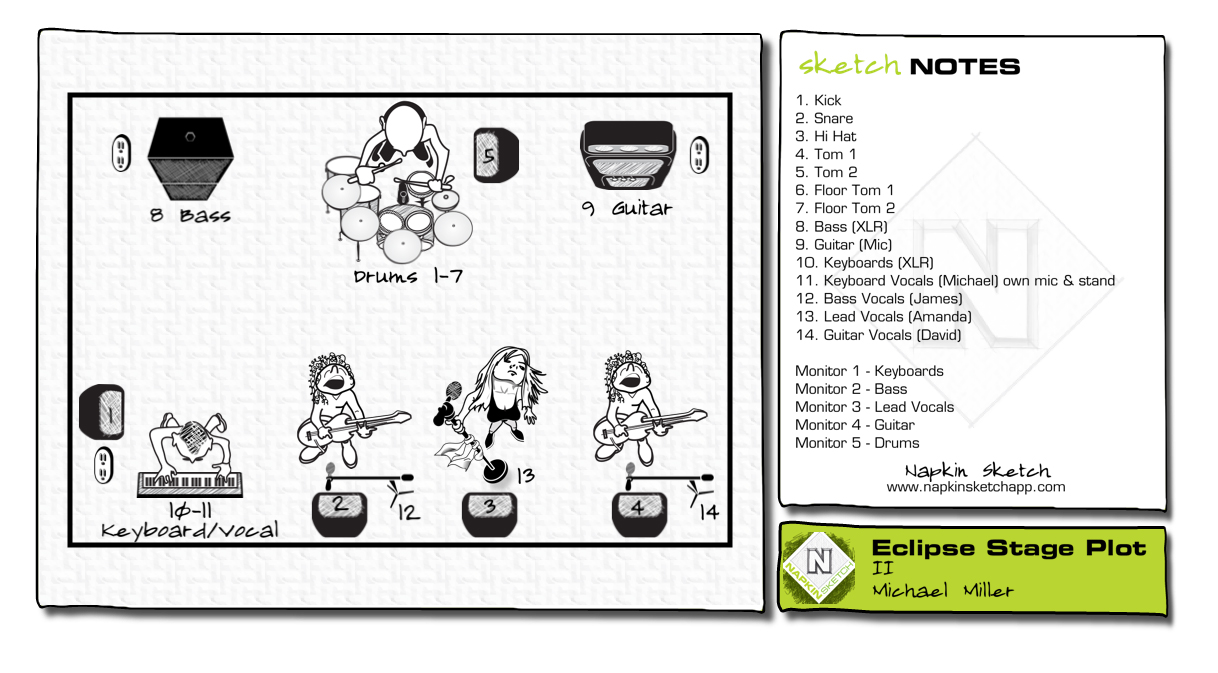 5
8 Bass
9 Guitar
Drums 1-7
1
13
2
12
3
4
14
10-11
Keyboard/Vocal
sketch NOTES
1. Kick
2. Snare
3. Hi Hat
4. Tom 1
5. Tom 2
6. Floor Tom 1
7. Floor Tom 2
8. Bass (XLR)
9. Guitar (Mic)
10. Keyboards (XLR)
11. Keyboard Vocals (Michael) own mic & stand
12. Bass Vocals (James)
13. Lead Vocals (Amanda)
14. Guitar Vocals (David)
Monitor 1 - Keyboards
Monitor 2 - Bass
Monitor 3 - Lead Vocals
Monitor 4 - Guitar
Monitor 5 - Drums
Napkin Sketch
www.napkinsketchapp.com
N
N
NAPKIN SKETCH
Eclipse Stage Plot
II
Michael Miller